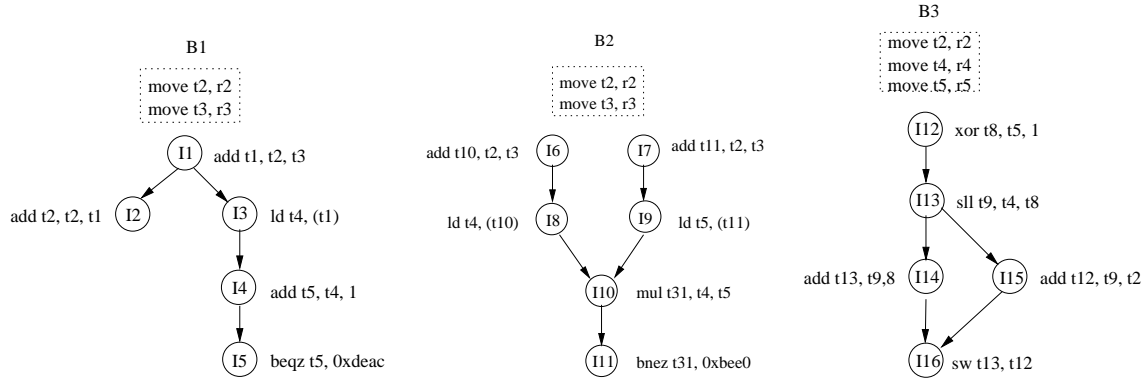 B1
move t2, r2
move t3, r3
I1
add t1, t2, t3
add t2, t2, t1
I2
I3
ld t4, (t1)
I4
add t5, t4, 1
I5
beqz t5, 0xdeac
B2
move t2, r2
move t3, r3
add t10, t2, t3
I6
I7
add t11, t2, t3
ld t4, (t10)
I8
I9
ld t5, (t11)
I10
mul t31, t4, t5
I11
bnez t31, 0xbee0
B3
move t2, r2
move t4, r4
move t5, r5
I12
xor t8, t5, 1
I13
sll t9, t4, t8
add t13, t9,8
I14
I15
add t12, t9, t2
I16
sw t13, t12